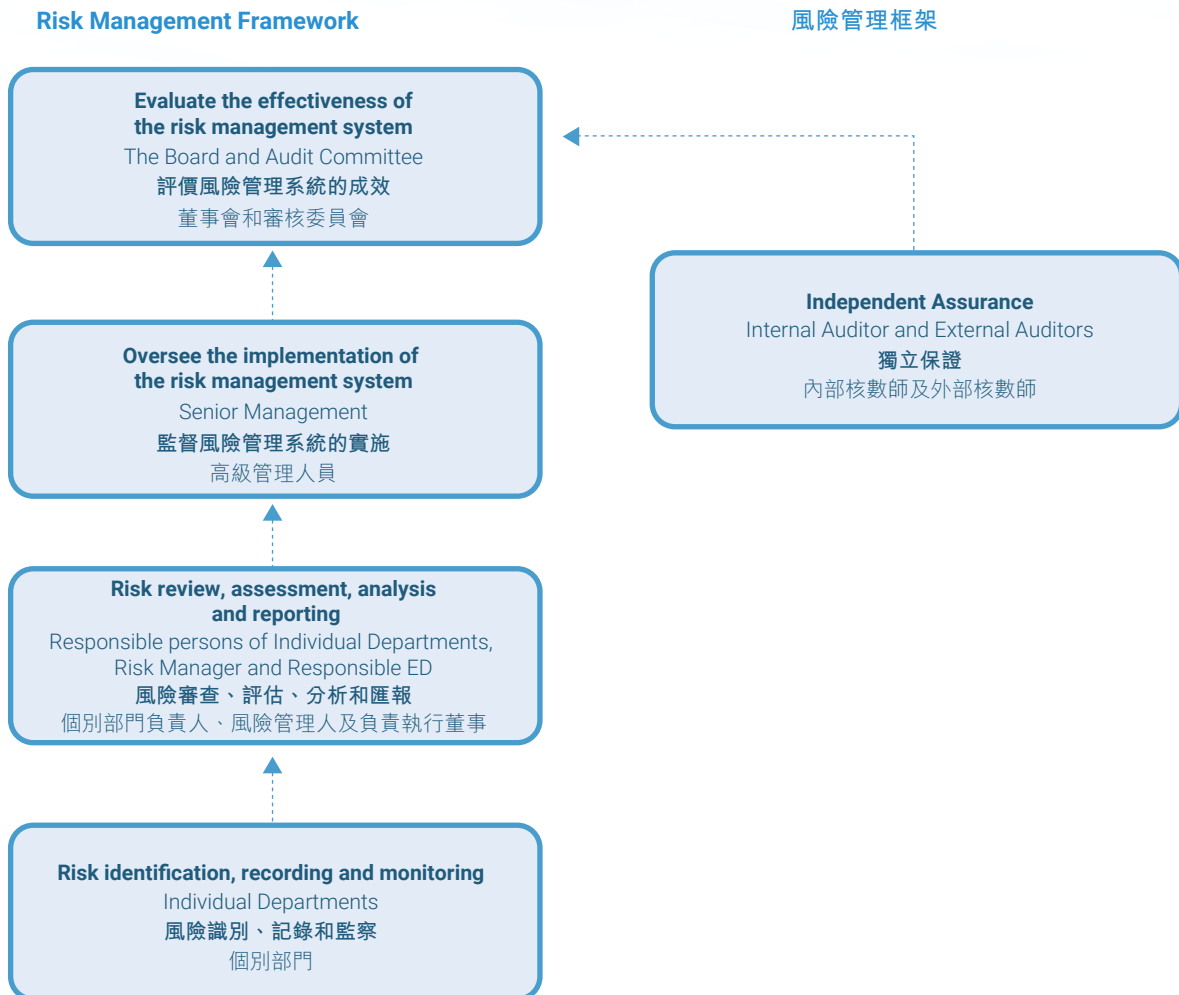 Risk Management Framework
風險管理框架
Evaluate the effectiveness of
the risk management system
The Board and Audit Committee
評價風險管理系統的成效
董事會和審核委員會
Independent Assurance
Internal Auditor and External Auditors
獨立保證
內部核數師及外部核數師
Oversee the implementation of
the risk management system
Senior Management
監督風險管理系統的實施
高級管理人員
Risk review, assessment, analysis
and reporting
Responsible persons of Individual Departments,
Risk Manager and Responsible ED
風險審查、評估、分析和匯報
個別部門負責人、風險管理人及負責執行董事
Risk identification, recording and monitoring
Individual Departments
風險識別、記錄和監察
個別部門